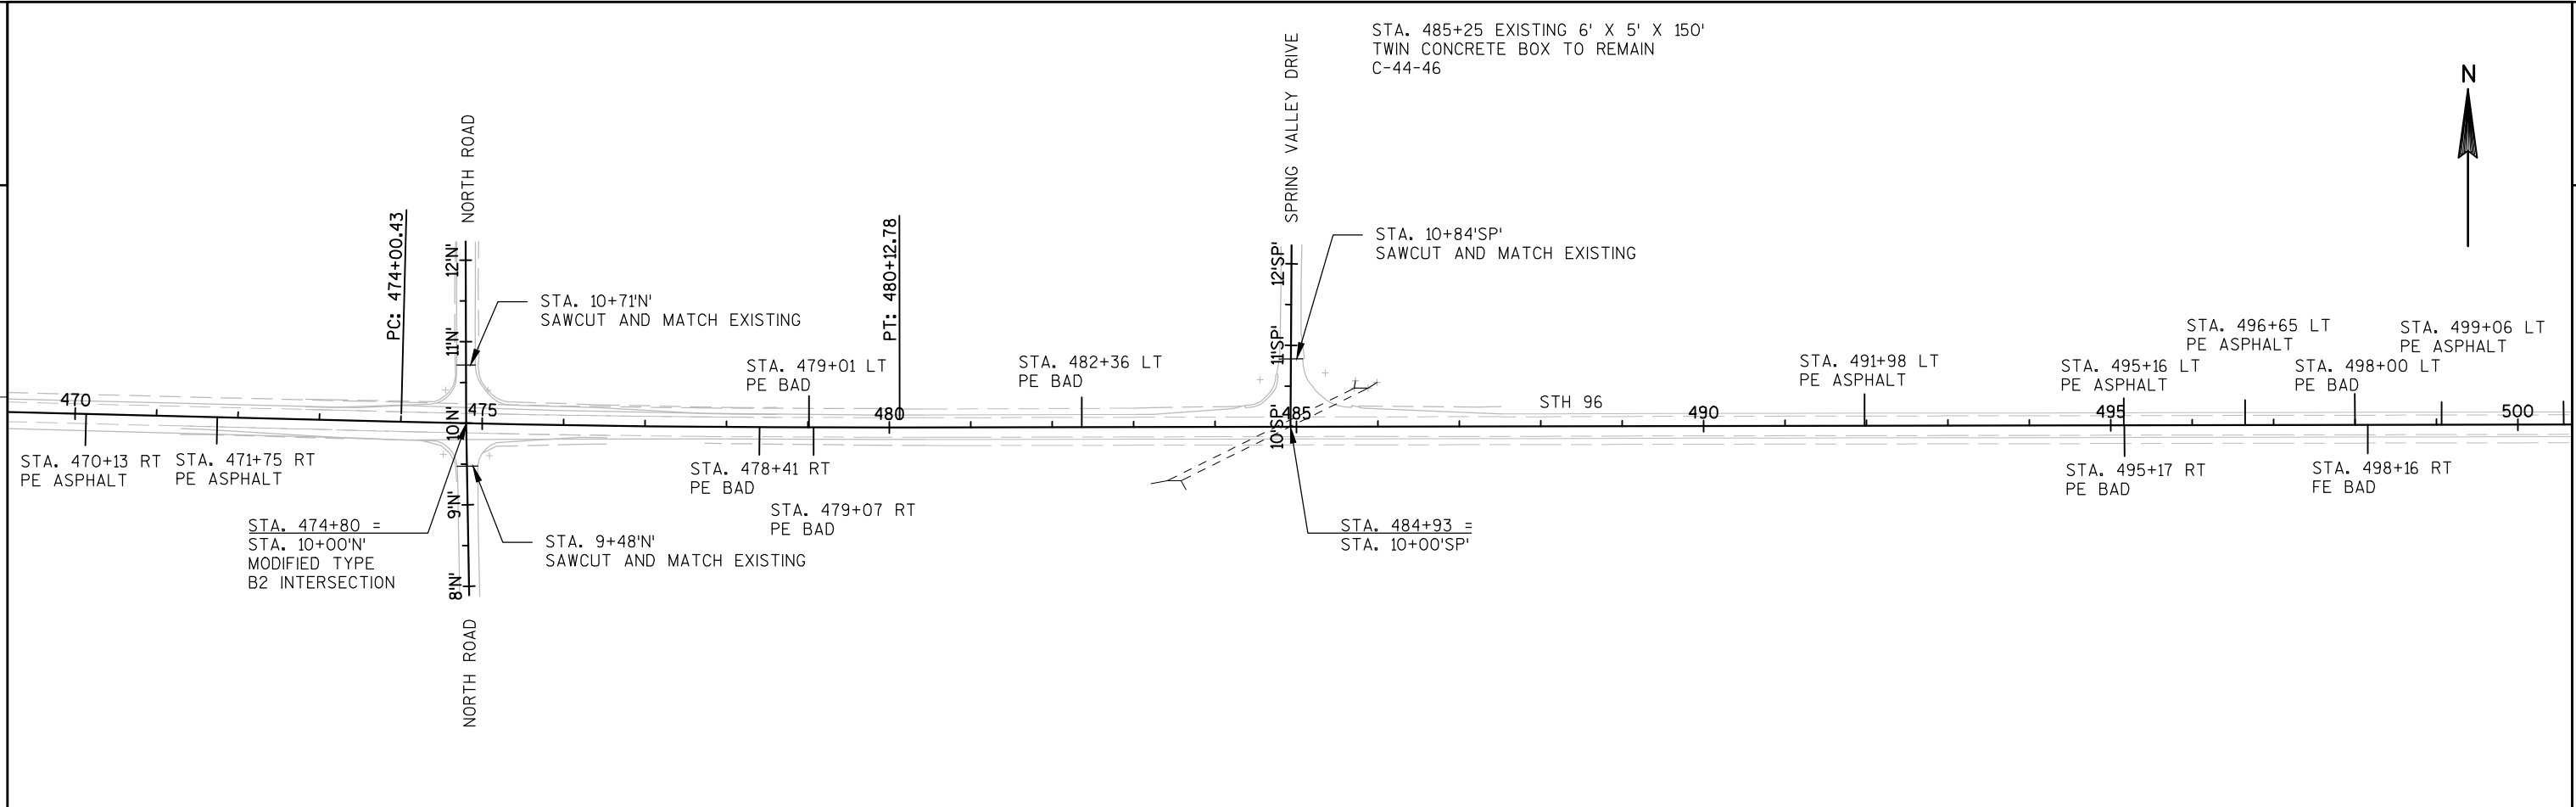 STA. 485+25 EXISTING 6' X 5' X 150'
TWIN CONCRETE BOX TO REMAIN
C-44-46
N
NORTH ROAD
SPRING VALLEY DRIVE
PC: 474+00.43
PT: 480+12.78
12'N'
11'N'
10'N'
9'N'
8'N'
12'SP'
11'SP'
10'SP'
STA. 10+84'SP'
SAWCUT AND MATCH EXISTING
STA. 10+71'N'
SAWCUT AND MATCH EXISTING
STA. 479+01 LT
PE BAD
STA. 482+36 LT
PE BAD
STA. 491+98 LT
PE ASPHALT
STA. 495+16 LT
PE ASPHALT
STA. 496+65 LT
PE ASPHALT
STA. 498+00 LT
PE BAD
STA. 499+06 LT
PE ASPHALT
470
475
480
485
STH 96
490
495
500
STA. 470+13 RT
PE ASPHALT
STA. 471+75 RT
PE ASPHALT
STA. 478+41 RT
PE BAD
STA. 479+07 RT
PE BAD
STA. 495+17 RT
PE BAD
STA. 498+16 RT
FE BAD
STA. 474+80 =
STA. 10+00'N'
MODIFIED TYPE
B2 INTERSECTION
STA. 9+48'N'
SAWCUT AND MATCH EXISTING
STA. 484+93 =
STA. 10+00'SP'
NORTH ROAD